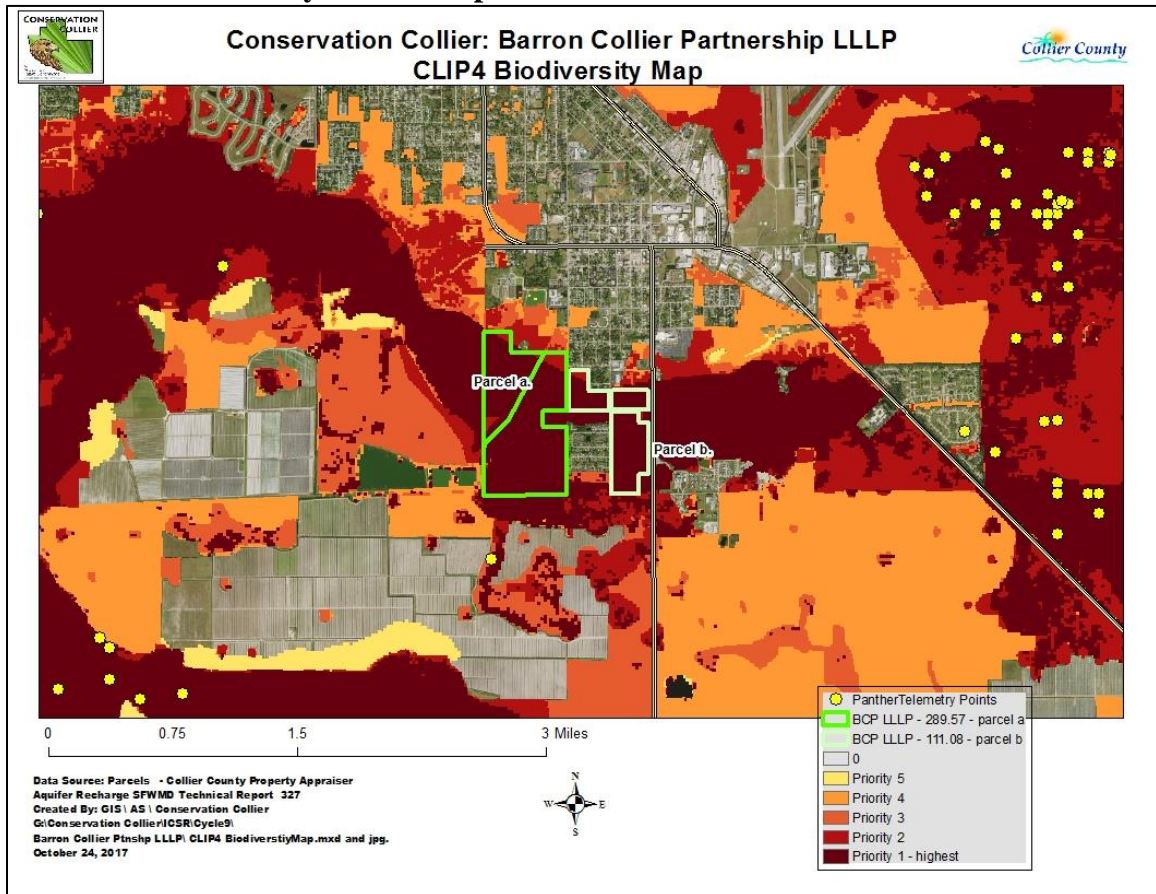 CONSERVATION
COLLIER
Conservation Collier: Barron Collier Partnership LLLP
CLIP4 Biodiversity Map
Collier County
Parcel a.
Parcel b.
PantherTelemetry Points
BCP LLLP - 289.57 - parcel a
BCP LLLP - 111.08 - parcel b
0
Priority 5
Priority 4
Priority 3
Priority 2
Priority 1 - highest
0 0.75 1.5 3 Miles
Data Source: Parcels - Collier County Property Appraiser
Aquifer Recharge SFWMD Technical Report 327
Created By: GIS \ AS \ Conservation Collier
G:\Conservation Collier\ICSR\Cycle9\
Barron Collier Ptnshp LLLP\ CLIP4 BiodiverstiyMap.mxd and jpg.
October 24, 2017
N
W E
S